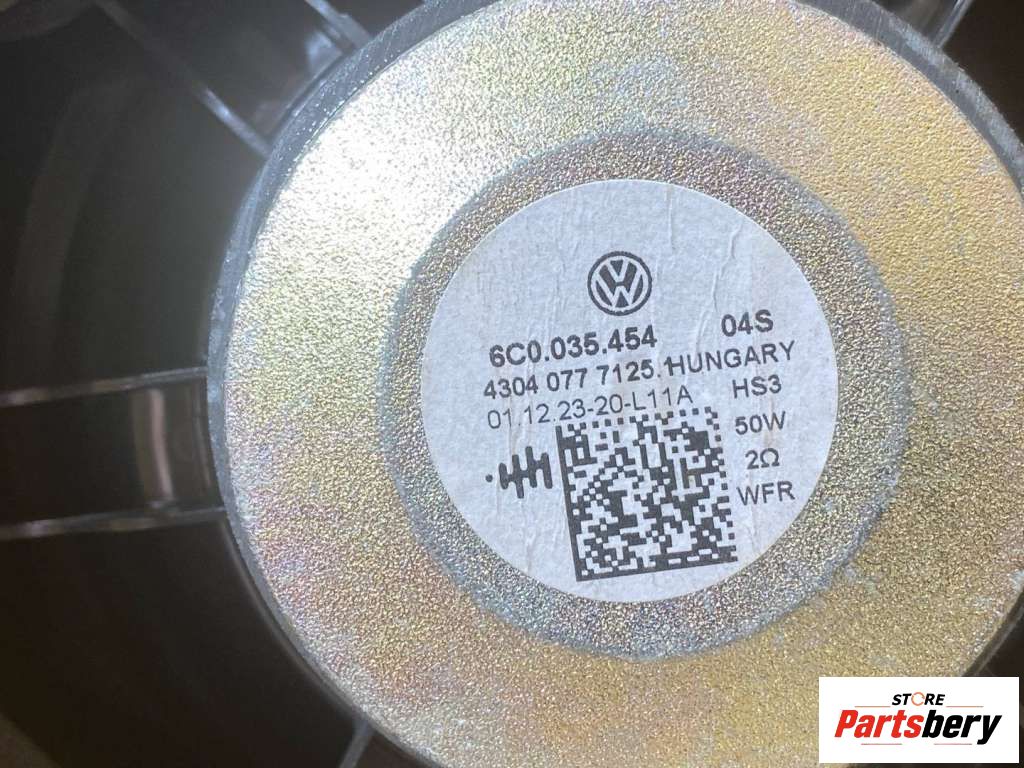 6C0.035.454 04S
4304 077 7125.1 HUNGARY
01.12.23-20-L11A HS3
50W
2Ω
WFR
STORE
Partsbery